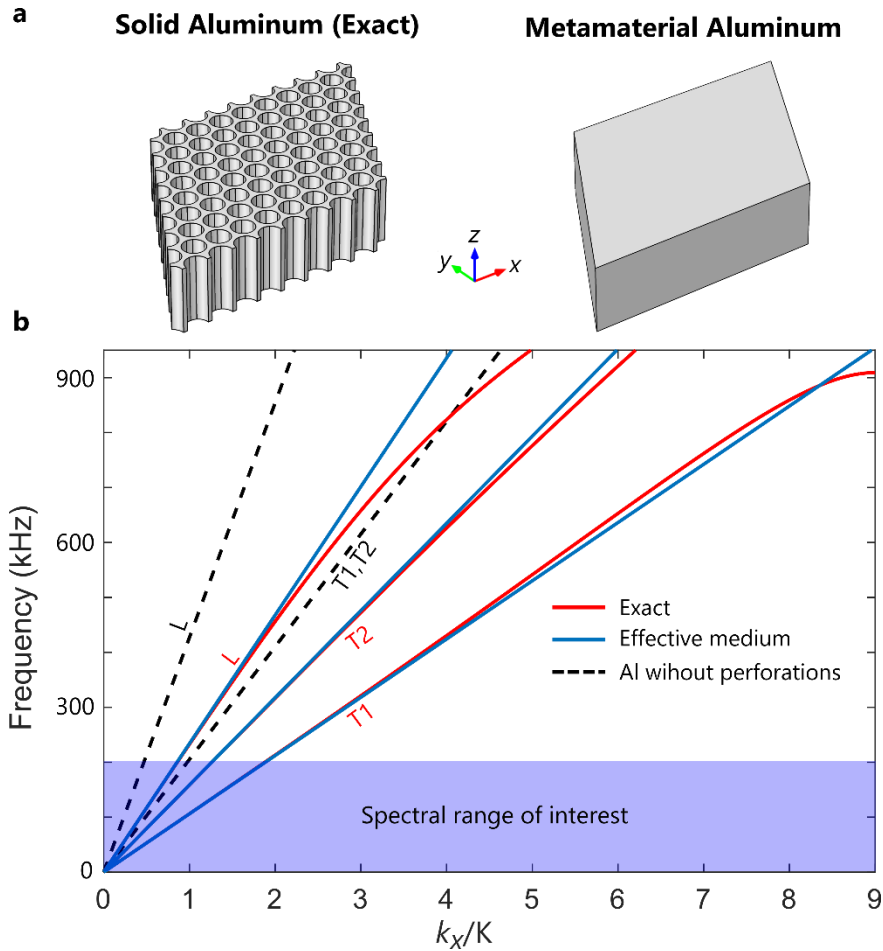 a
Solid Aluminum (Exact)
Metamaterial Aluminum
z
y
x
b
900
600
300
0
Frequency (kHz)
L
L
T1,T2
T2
T1
Exact
Effective medium
Al wihout perforations
Spectral range of interest
0 1 2 3 4 5 6 7 8 9
kₓ/K